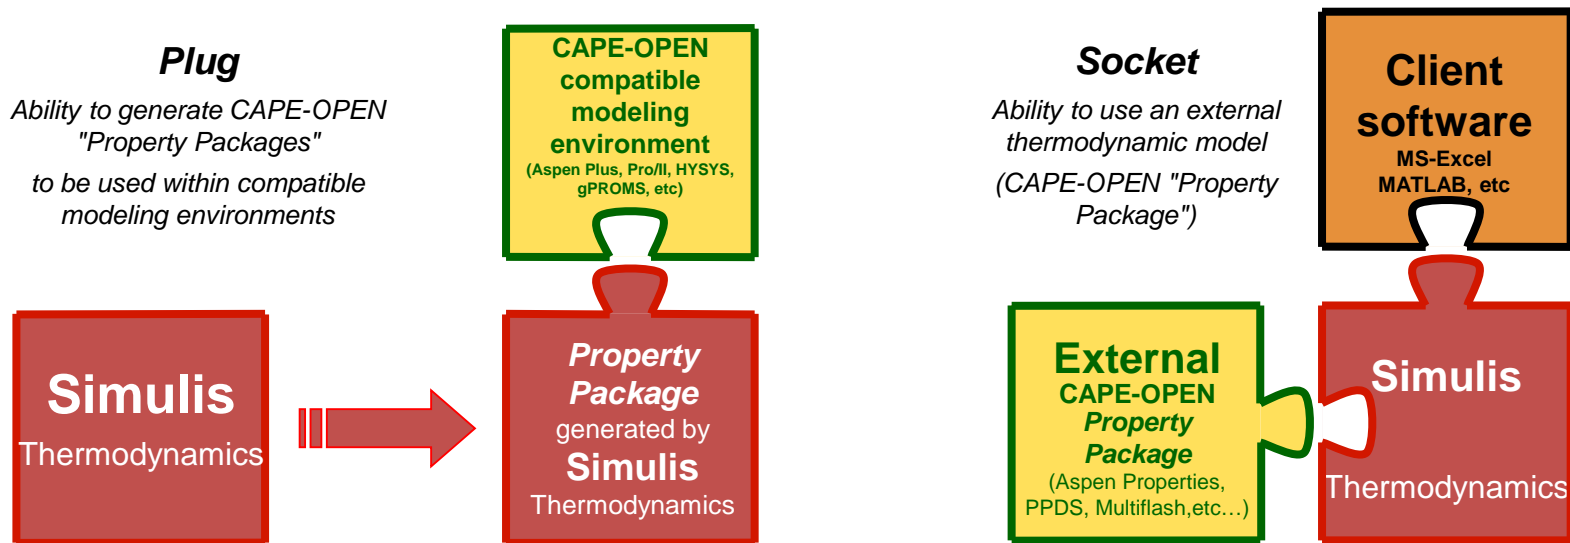 Plug
Ability to generate CAPE-OPEN
"Property Packages"
to be used within compatible
modeling environments
CAPE-OPEN
compatible
modeling
environment
(Aspen Plus, Pro/II, HYSYS,
gPROMS, etc)
Simulis
Thermodynamics
Property
Package
generated by
Simulis
Thermodynamics
Socket
Ability to use an external
thermodynamic model
(CAPE-OPEN "Property
Package")
Client
software
MS-Excel
MATLAB, etc
External
CAPE-OPEN
Property
Package
(Aspen Properties,
PPDS, Multiflash,etc...)
Simulis
Thermodynamics